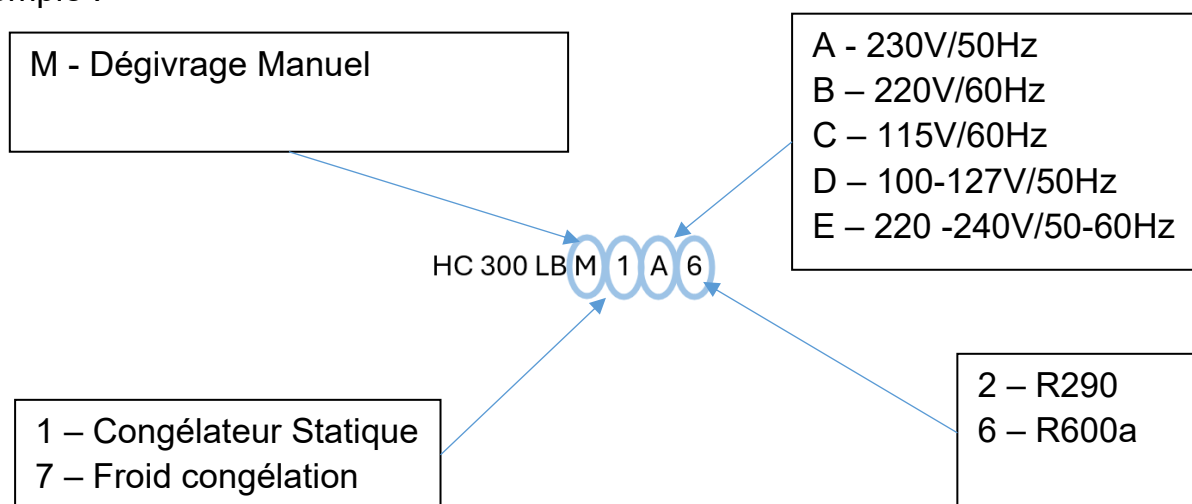 M - Dégivrage Manuel
A - 230V/50Hz
B – 220V/60Hz
C – 115V/60Hz
D – 100-127V/50Hz
E – 220 -240V/50-60Hz
HC 300 LB M 1 A 6
1 – Congélateur Statique
7 – Froid congélation
2 – R290
6 – R600a